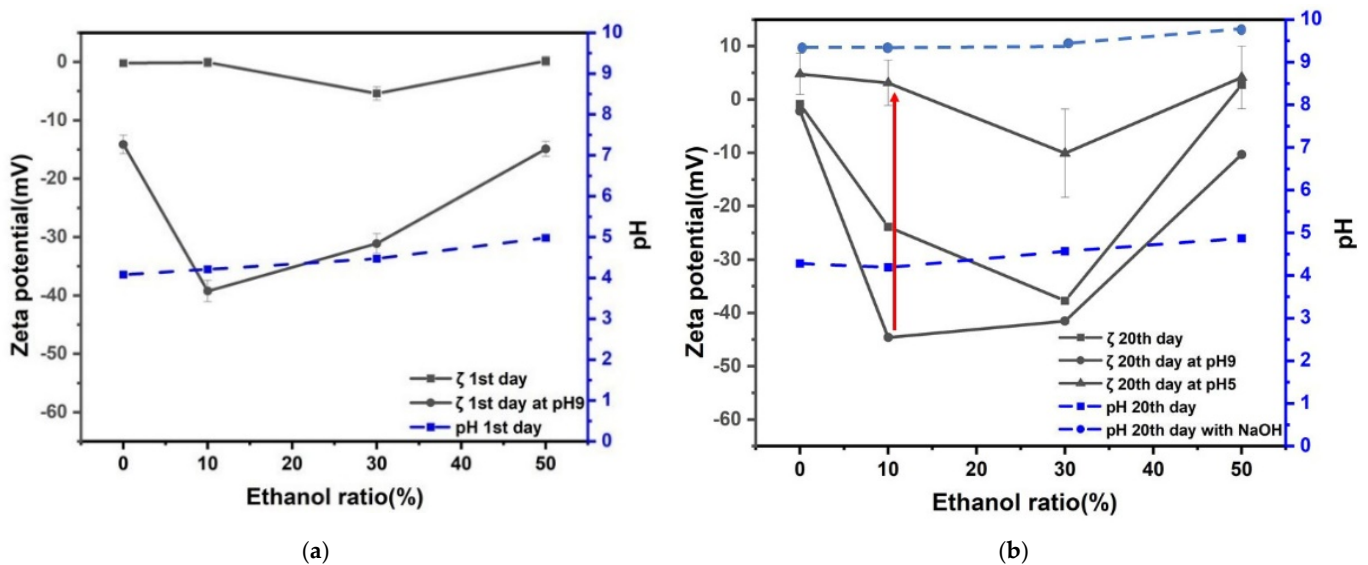 0
-10
-20
-30
-40
-50
-60
Zeta potential(mV)
ζ 1st day
ζ 1st day at pH9
pH 1st day
10
9
8
7
6
5
4
3
2
1
0
pH
0 10 20 30 40 50
Ethanol ratio(%)
(a)
10
0
-10
-20
-30
-40
-50
-60
Zeta potential(mV)
ζ 20th day
ζ 20th day at pH9
ζ 20th day at pH5
pH 20th day
pH 20th day with NaOH
10
9
8
7
6
5
4
3
2
1
0
pH
0 10 20 30 40 50
Ethanol ratio(%)
(b)